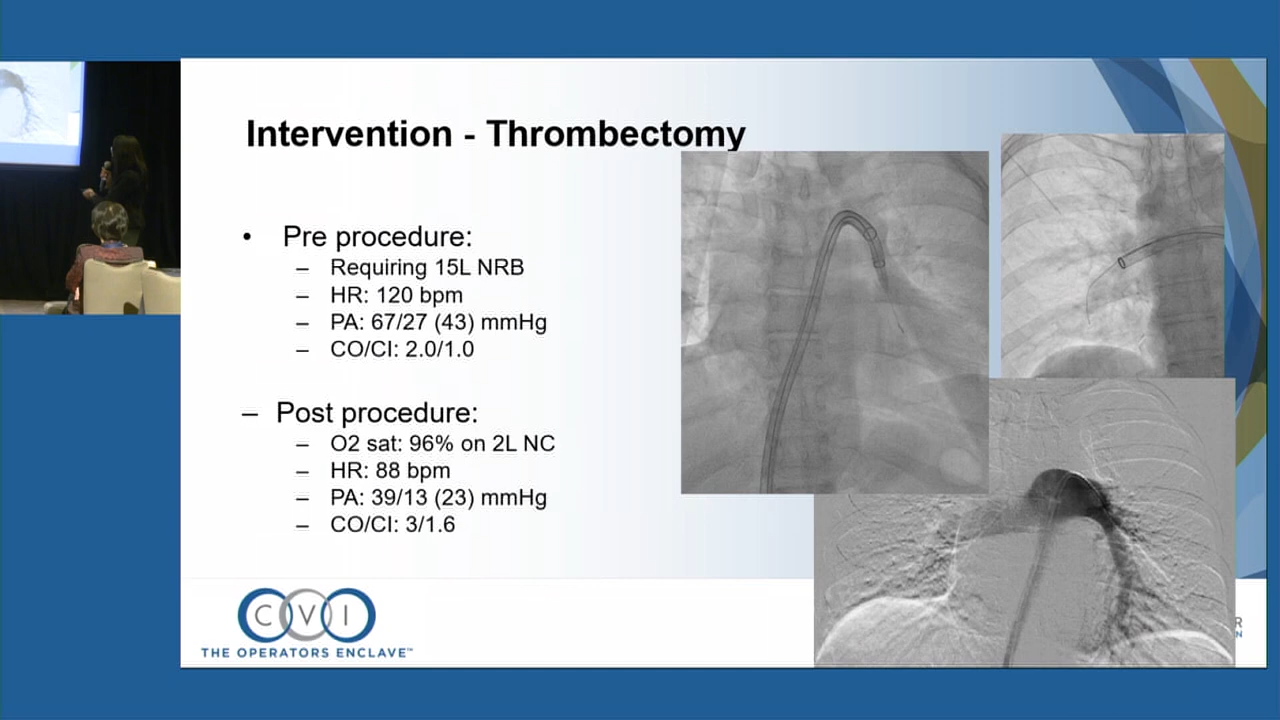 Intervention - Thrombectomy
• Pre procedure:
– Requiring 15L NRB
– HR: 120 bpm
– PA: 67/27 (43) mmHg
– CO/CI: 2.0/1.0
– Post procedure:
– O2 sat: 96% on 2L NC
– HR: 88 bpm
– PA: 39/13 (23) mmHg
– CO/CI: 3/1.6
CVI
THE OPERATORS ENCLAVE™
R
N